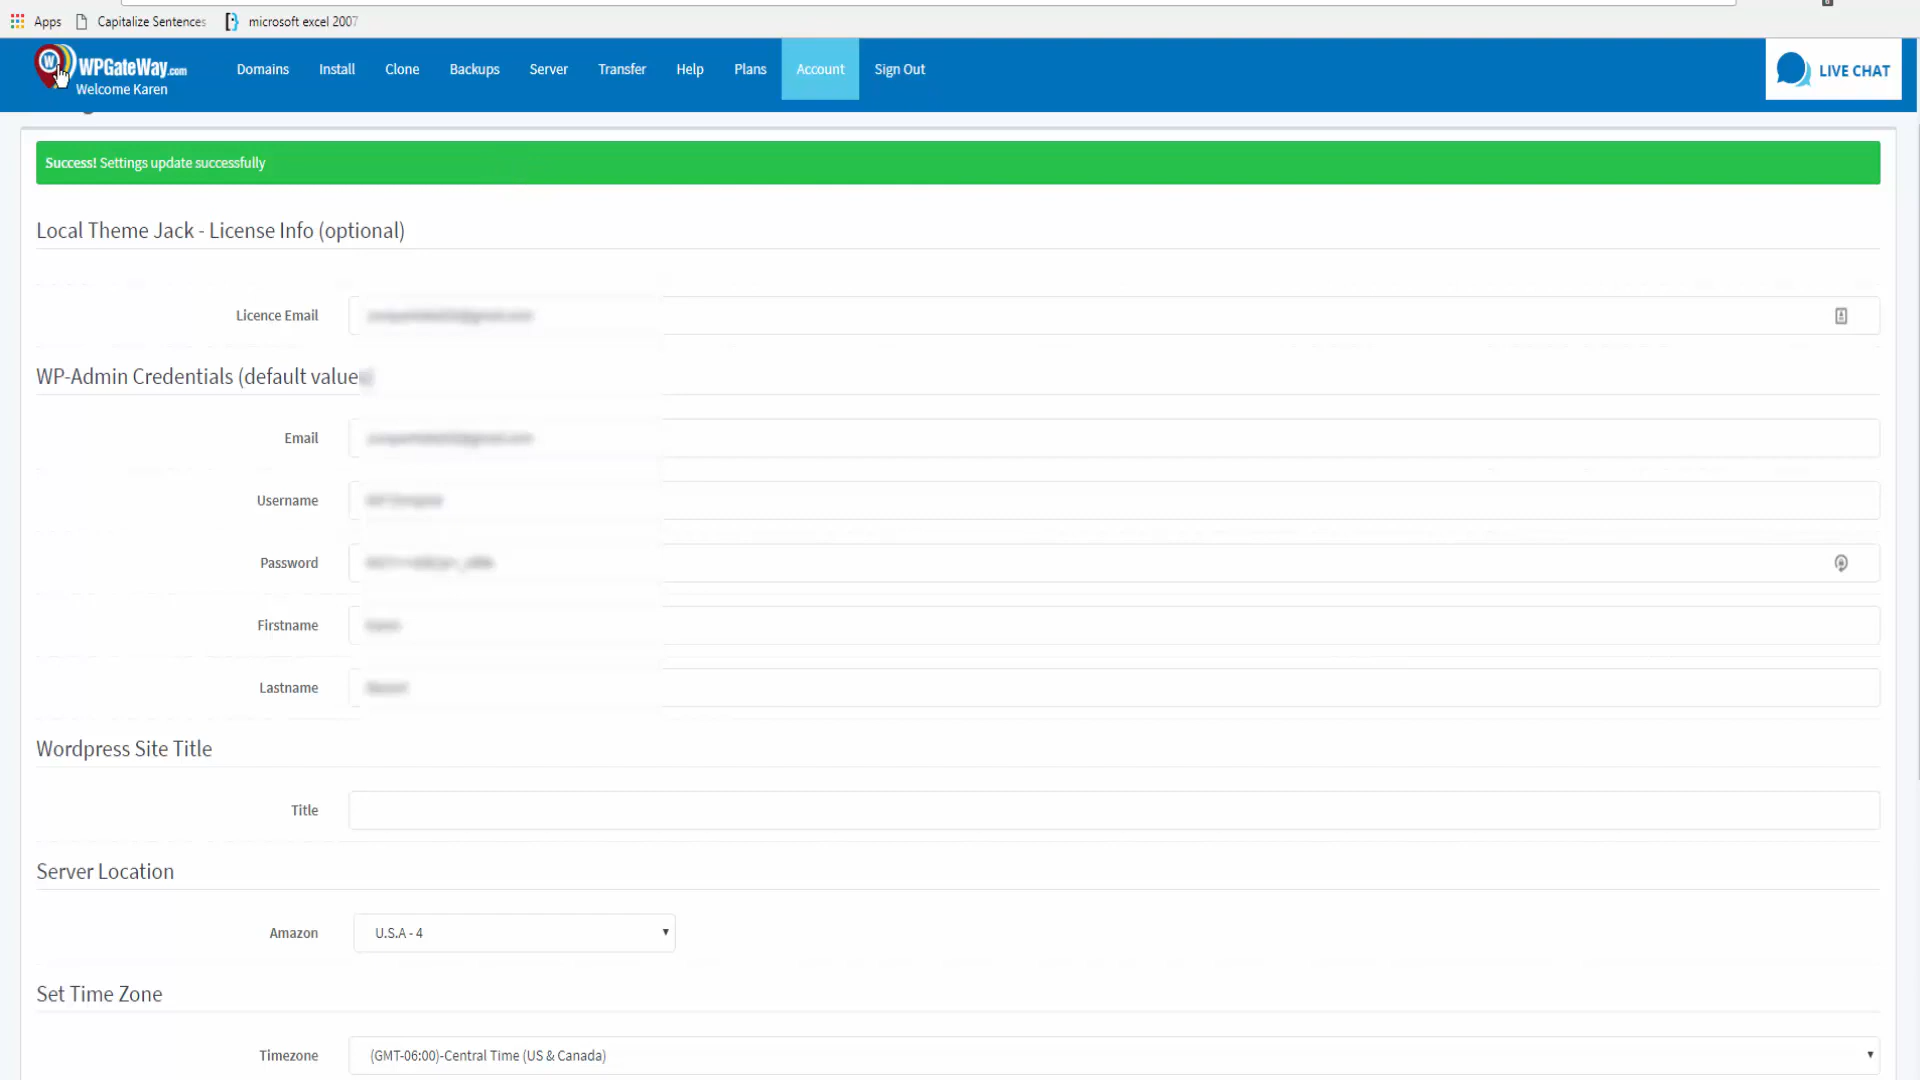 Apps Capitalize Sentences microsoft excel 2007
WPGateWay.com
Welcome Karen
Domains Install Clone Backups Server Transfer Help Plans Account Sign Out
LIVE CHAT
Success! Settings update successfully
Local Theme Jack - License Info (optional)
Licence Email
WP-Admin Credentials (default values)
Email
Username
Password
Firstname
Lastname
Wordpress Site Title
Title
Server Location
Amazon U.S.A - 4
Set Time Zone
Timezone (GMT-06:00)-Central Time (US & Canada)